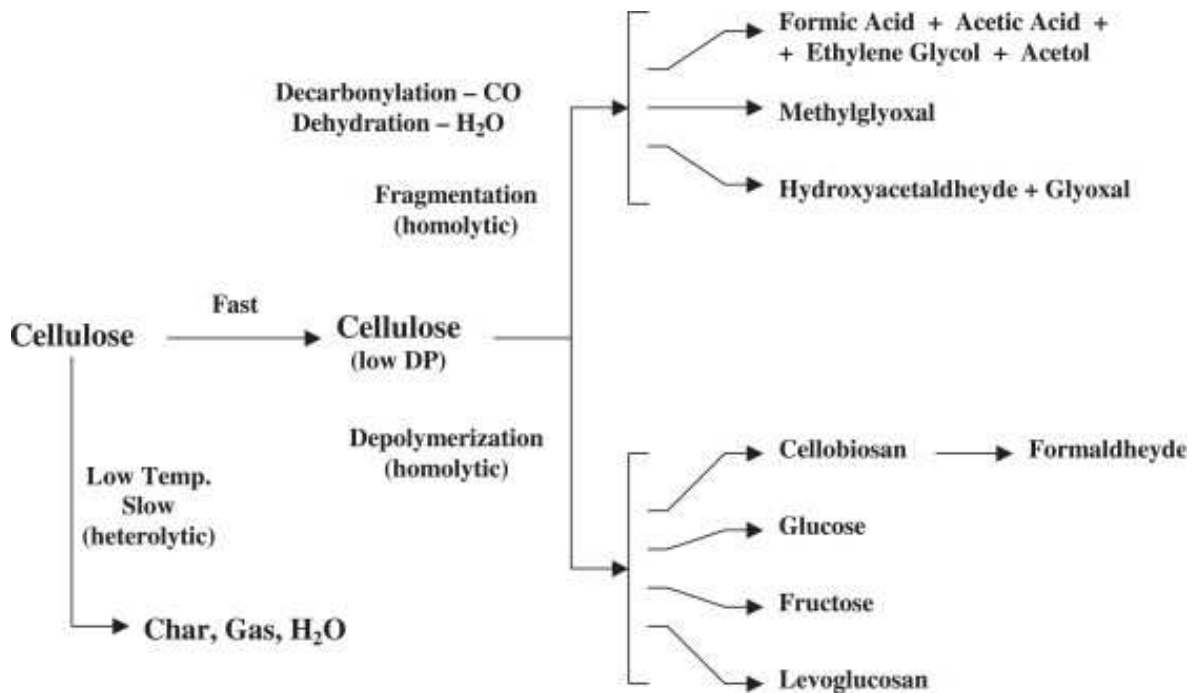 Formic Acid + Acetic Acid +
+ Ethylene Glycol + Acetol
Decarbonylation – CO
Dehydration – H₂O
Methylglyoxal
Fragmentation
(homolytic)
Hydroxyacetaldheyde + Glyoxal
Fast
Cellulose
Cellulose
(low DP)
Depolymerization
(homolytic)
Cellobiosan
Formaldheyde
Low Temp.
Slow
(heterolytic)
Glucose
Fructose
Char, Gas, H₂O
Levoglucosan